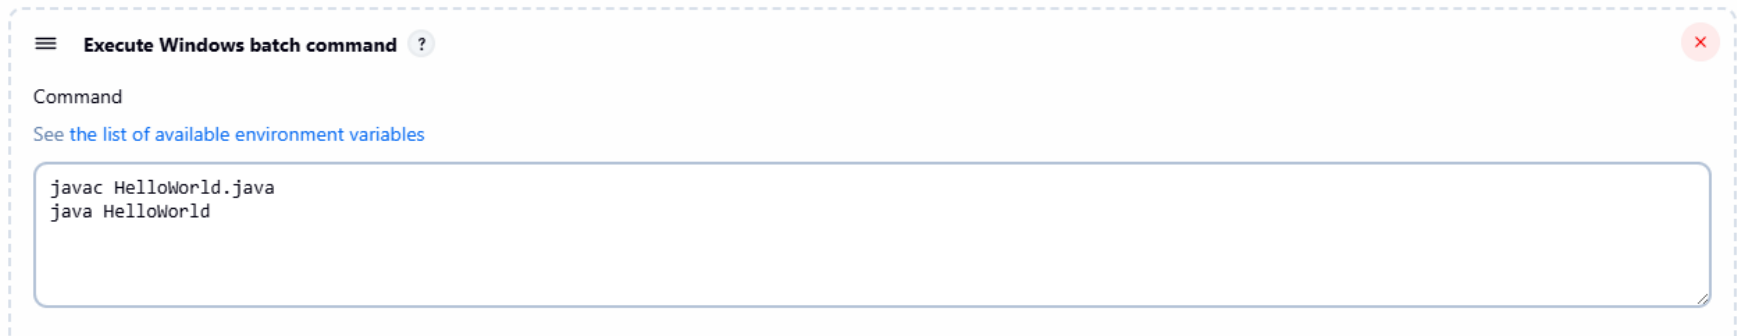 Execute Windows batch command ?
Command
See the list of available environment variables
javac HelloWorld.java
java HelloWorld